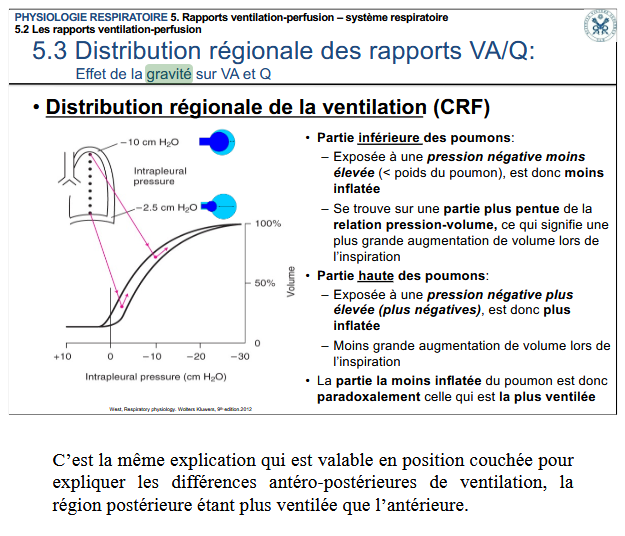 PHYSIOLOGIE RESPIRATOIRE 5. Rapports ventilation-perfusion – système respiratoire
5.2 Les rapports ventilation-perfusion
5.3 Distribution régionale des rapports VA/Q:
Effet de la gravité sur VA et Q
• Distribution régionale de la ventilation (CRF)
−10 cm H₂O
Intrapleural
pressure
−2.5 cm H₂O
100%
50%
0
Volume
+10 0 −10 −20 −30
Intrapleural pressure (cm H₂O)
West, Respiratory physiology. Wolters Kluwers, 9th edition 2012
• Partie inférieure des poumons:
– Exposée à une pression négative moins
élevée (< poids du poumon), est donc moins
inflatée
– Se trouve sur une partie plus pentue de la
relation pression-volume, ce qui signifie une
plus grande augmentation de volume lors de
l'inspiration
• Partie haute des poumons:
– Exposée à une pression négative plus
élevée (plus négatives), est donc plus
inflatée
– Moins grande augmentation de volume lors de
l'inspiration
• La partie la moins inflatée du poumon est donc
paradoxalement celle qui est la plus ventilée
C'est la même explication qui est valable en position couchée pour
expliquer les différences antéro-postérieures de ventilation, la
région postérieure étant plus ventilée que l'antérieure.